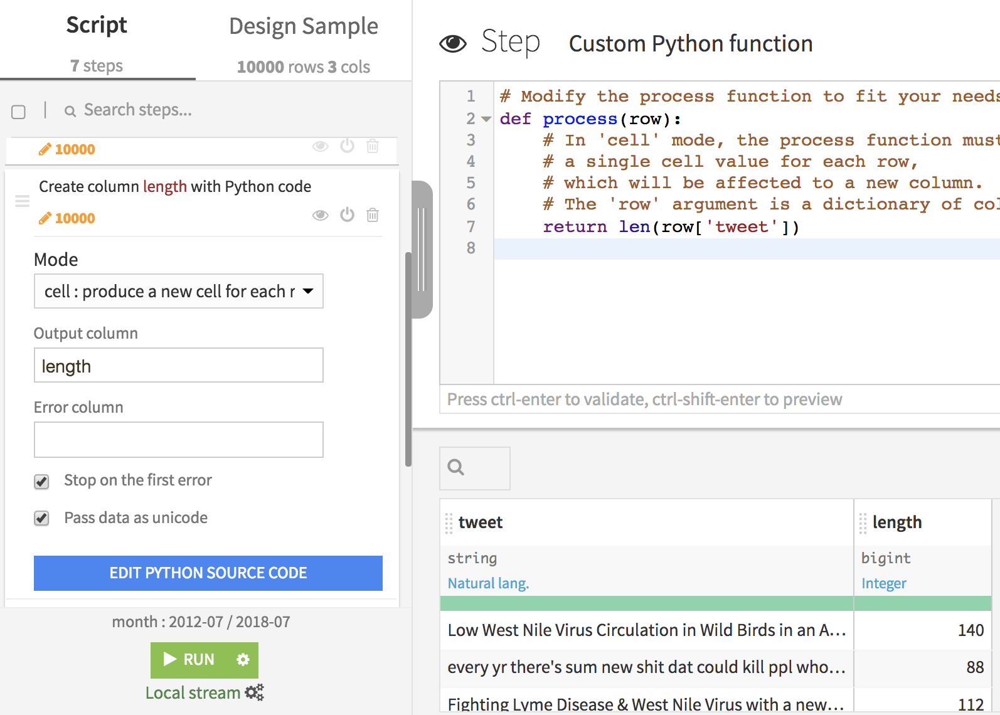 Script
7 steps
Design Sample
10000 rows 3 cols
Search steps...
10000
Create column length with Python code
10000
Mode
cell : produce a new cell for each r
Output column
length
Error column
Stop on the first error
Pass data as unicode
EDIT PYTHON SOURCE CODE
month : 2012-07 / 2018-07
RUN
Local stream
Step Custom Python function
1 # Modify the process function to fit your needs
2 def process(row):
3 # In 'cell' mode, the process function must
4 # a single cell value for each row,
5 # which will be affected to a new column.
6 # The 'row' argument is a dictionary of col
7 return len(row['tweet'])
8
Press ctrl-enter to validate, ctrl-shift-enter to preview
tweet length
string bigint
Natural lang. Integer
Low West Nile Virus Circulation in Wild Birds in an A... 140
every yr there's sum new shit dat could kill ppl who... 88
Fighting Lyme Disease & West Nile Virus with a new... 112